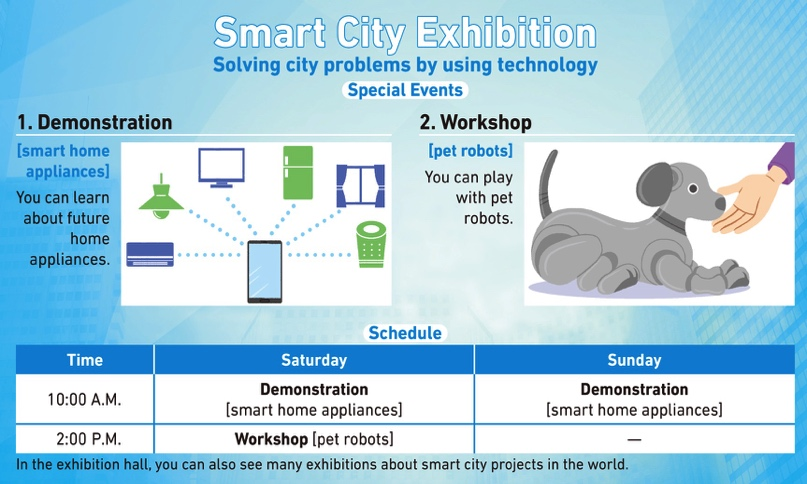 Smart City Exhibition
Solving city problems by using technology
Special Events
1. Demonstration
[smart home
appliances]
You can learn
about future
home
appliances.
2. Workshop
[pet robots]
You can play
with pet
robots.
Schedule
Time Saturday Sunday
10:00 A.M. Demonstration Demonstration
[smart home appliances] [smart home appliances]
2:00 P.M. Workshop [pet robots] —
In the exhibition hall, you can also see many exhibitions about smart city projects in the world.